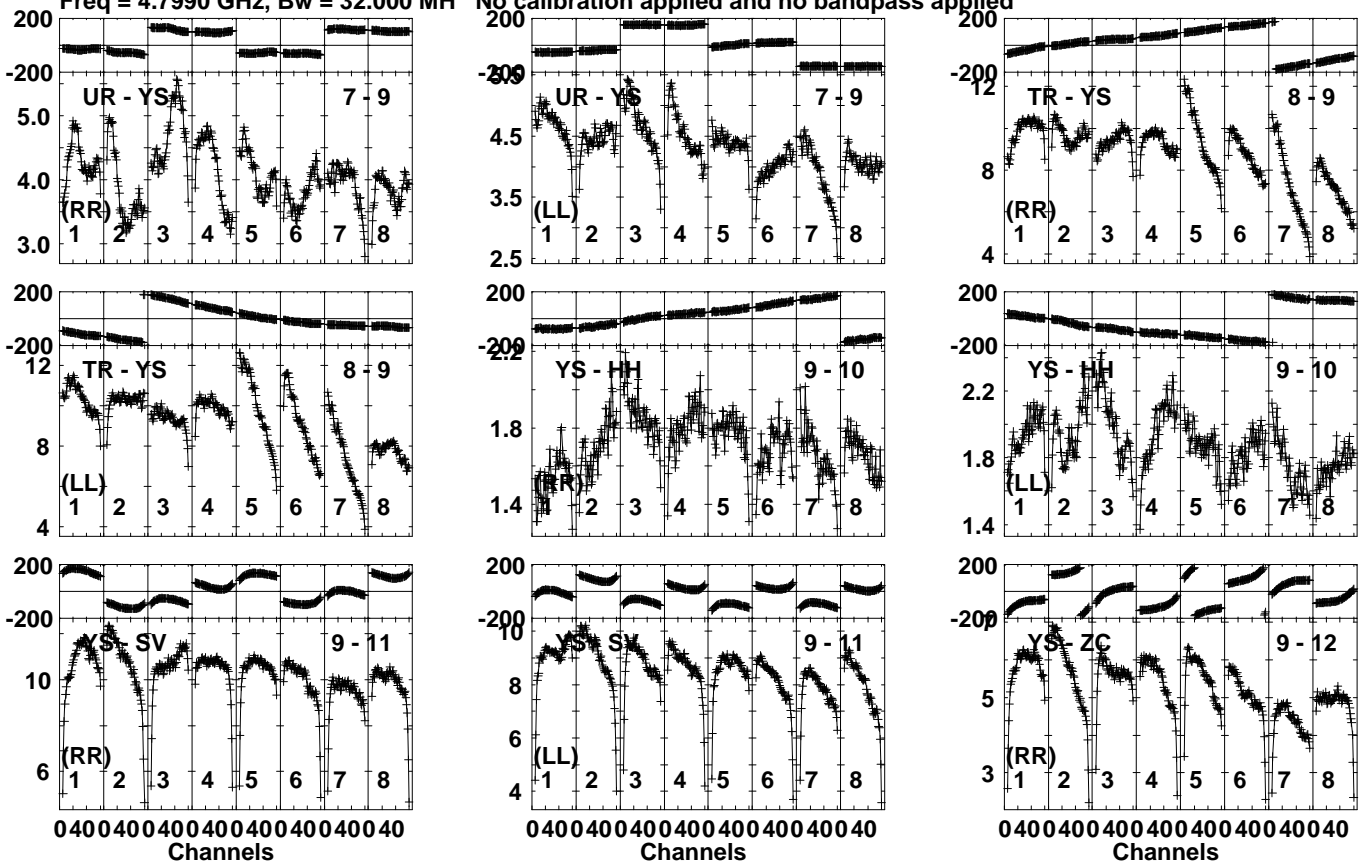 Freq = 4.7990 GHz, Bw = 32.000 MH No calibration applied and no bandpass applied
200 200 200
-200 -200 -200
UR - YS 7 - 9
5.0
4.0
3.0
(RR)
1 2 3 4 5 6 7 8
UR - YS 7 - 9
5.5
4.5
3.5
2.5
(LL)
1 2 3 4 5 6 7 8
TR - YS 8 - 9
12
8
4
(RR)
1 2 3 4 5 6 7 8
200 200 200
-200 -200 -200
TR - YS 8 - 9
12
8
4
(LL)
1 2 3 4 5 6 7 8
YS - HH 9 - 10
2.2
1.8
1.4
(RR)
1 2 3 4 5 6 7 8
YS - HH 9 - 10
2.2
1.8
1.4
(LL)
1 2 3 4 5 6 7 8
200 200 200
-200 -200 -200
YS - SV 9 - 11
10
6
(RR)
1 2 3 4 5 6 7 8
YS - SV 9 - 11
10
8
6
4
(LL)
1 2 3 4 5 6 7 8
YS - ZC 9 - 12
7
5
3
(RR)
1 2 3 4 5 6 7 8
0 40 0 40 0 40 0 40 0 40 0 40 0 40 0 40
Channels
0 40 0 40 0 40 0 40 0 40 0 40 0 40 0 40
Channels
0 40 0 40 0 40 0 40 0 40 0 40 0 40 0 40
Channels